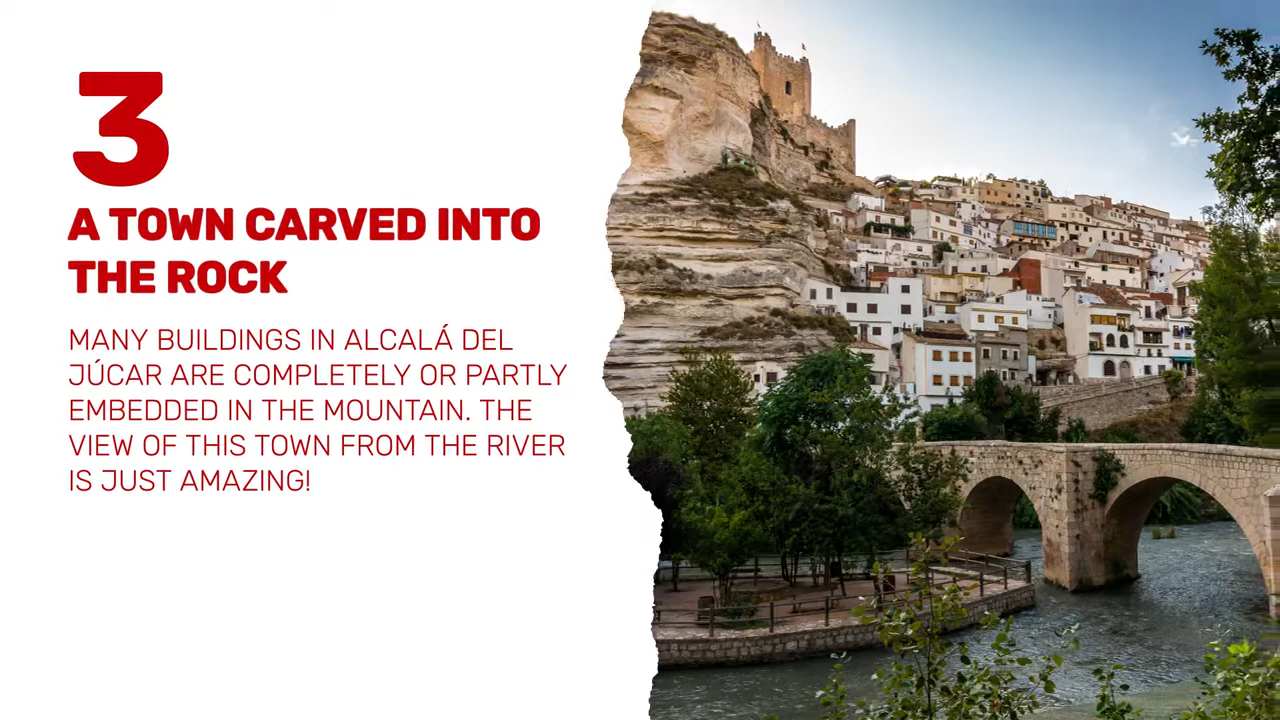 3
A TOWN CARVED INTO
THE ROCK
MANY BUILDINGS IN ALCALÁ DEL
JÚCAR ARE COMPLETELY OR PARTLY
EMBEDDED IN THE MOUNTAIN. THE
VIEW OF THIS TOWN FROM THE RIVER
IS JUST AMAZING!